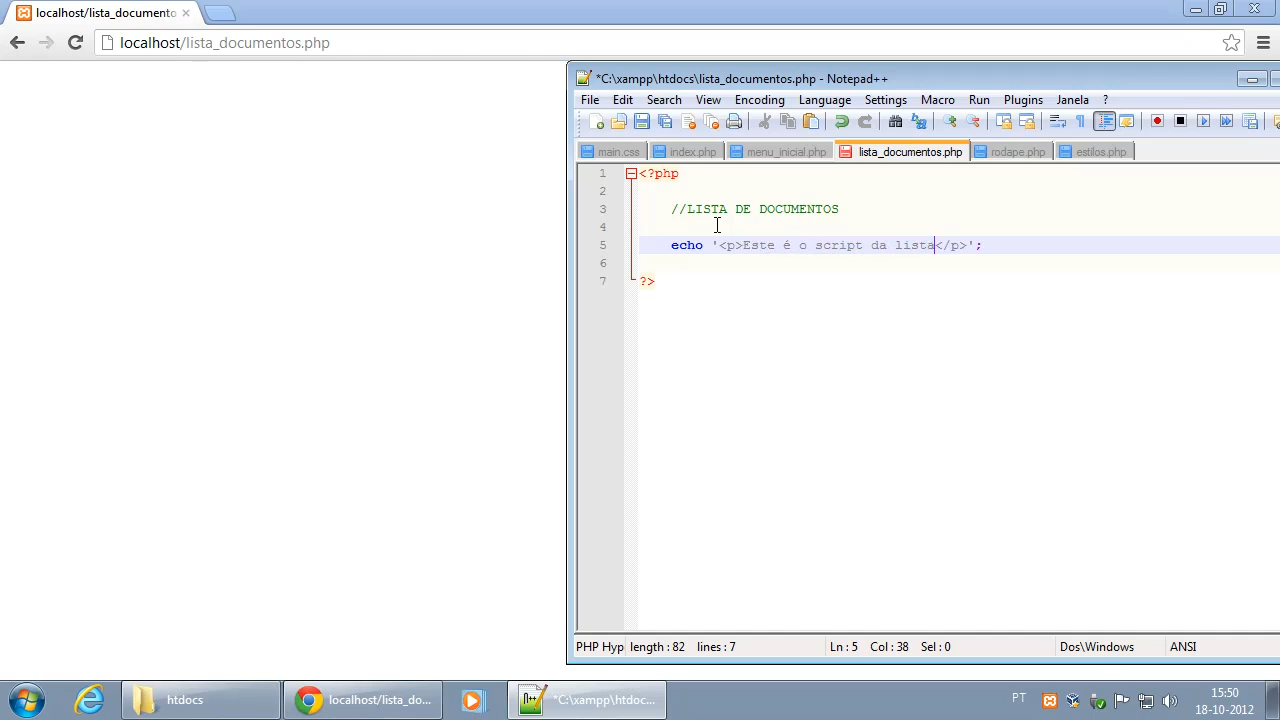 localhost/lista_documento
localhost/lista_documentos.php
*C:\xampp\htdocs\lista_documentos.php - Notepad++
File Edit Search View Encoding Language Settings Macro Run Plugins Janela ?
main.css index.php menu_inicial.php lista_documentos.php rodape.php estilos.php
1 <?php
2
3 //LISTA DE DOCUMENTOS
4
5 echo '<p>Este é o script da lista</p>';
6
7 ?>
PHP Hyp length : 82 lines : 7 Ln : 5 Col : 38 Sel : 0 Dos\Windows ANSI
htdocs localhost/lista_do... *C:\xampp\htdoc... PT 15:50
18-10-2012